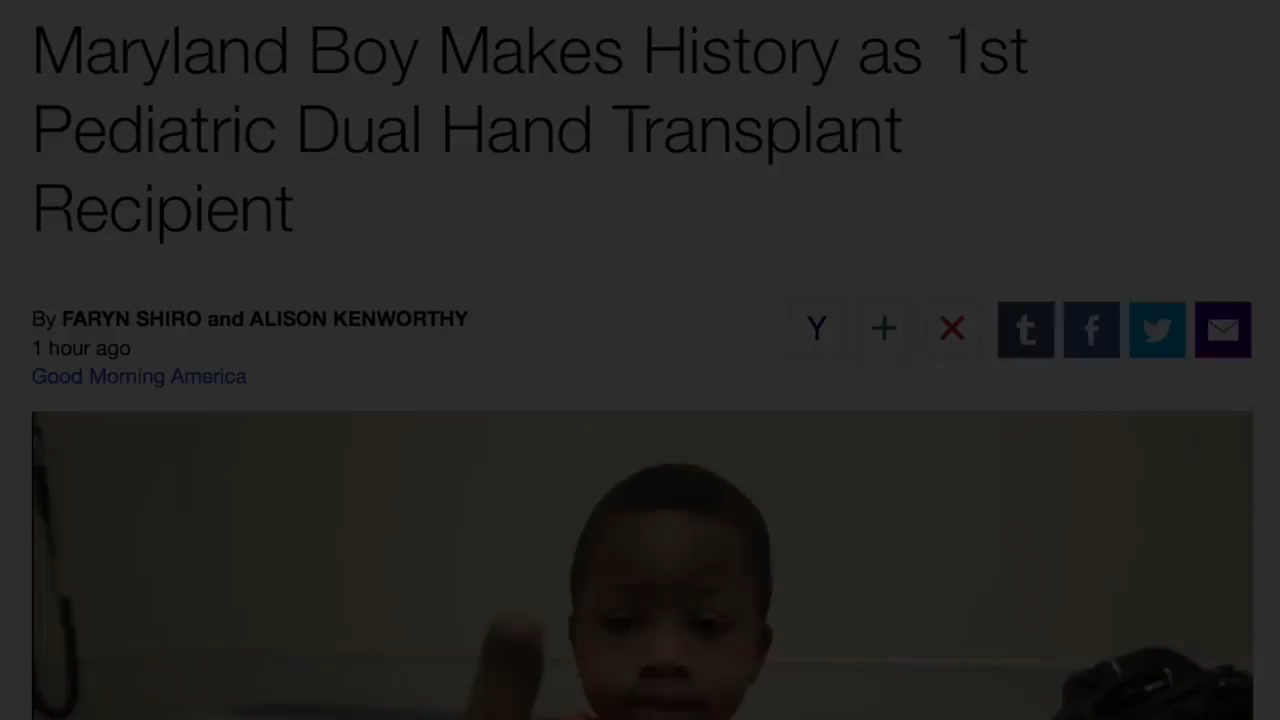 Maryland Boy Makes History as 1st
Pediatric Dual Hand Transplant
Recipient
By FARYN SHIRO and ALISON KENWORTHY
1 hour ago
Good Morning America
Y
t
f